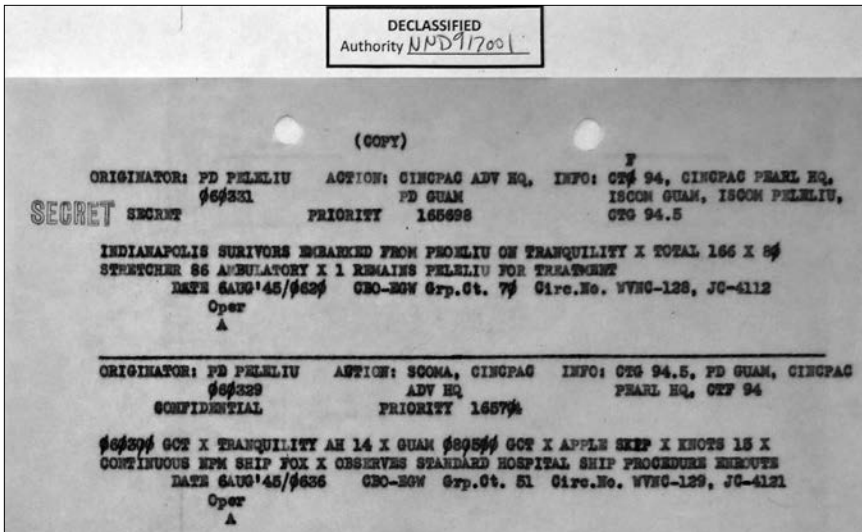 DECLASSIFIED
Authority NND917001
(COPY)
F
ORIGINATOR: PD PELELIU ACTION: CINCPAC ADV HQ, INFO: CTØ 94, CINCPAC PEARL HQ,
Ø6Ø331 PD GUAM ISCOM GUAM, ISCOM PELELIU,
SECRET SECRET PRIORITY 165698 CTG 94.5
INDIANAPOLIS SURIVORS EMBARKED FROM PEOELIU ON TRANQUILITY X TOTAL 166 X 8Ø
STRETCHER 86 AMBULATORY X 1 REMAINS PELELIU FOR TREATMENT
DATE 6AUG'45/Ø62Ø CBO-EGW Grp.Ct. 7Ø Circ.No. WVNC-128, JC-4112
Oper
A
ORIGINATOR: PD PELELIU ACTION: SCOMA, CINCPAC INFO: CTG 94.5, PD GUAM, CINCPAC
Ø6Ø329 ADV HQ PEARL HQ, CTF 94
CONFIDENTIAL PRIORITY 1657Ø4
Ø6Ø3ØØ GCT X TRANQUILITY AH 14 X GUAM Ø8Ø5ØØ GCT X APPLE SKIP X KNOTS 15 X
CONTINUOUS NPM SHIP FOX X OBSERVES STANDARD HOSPITAL SHIP PROCEDURE ENROUTE
DATE 6AUG'45/Ø636 CBO-EGW Grp.Ct. 51 Circ.No. WVNC-129, JC-4121
Oper
A